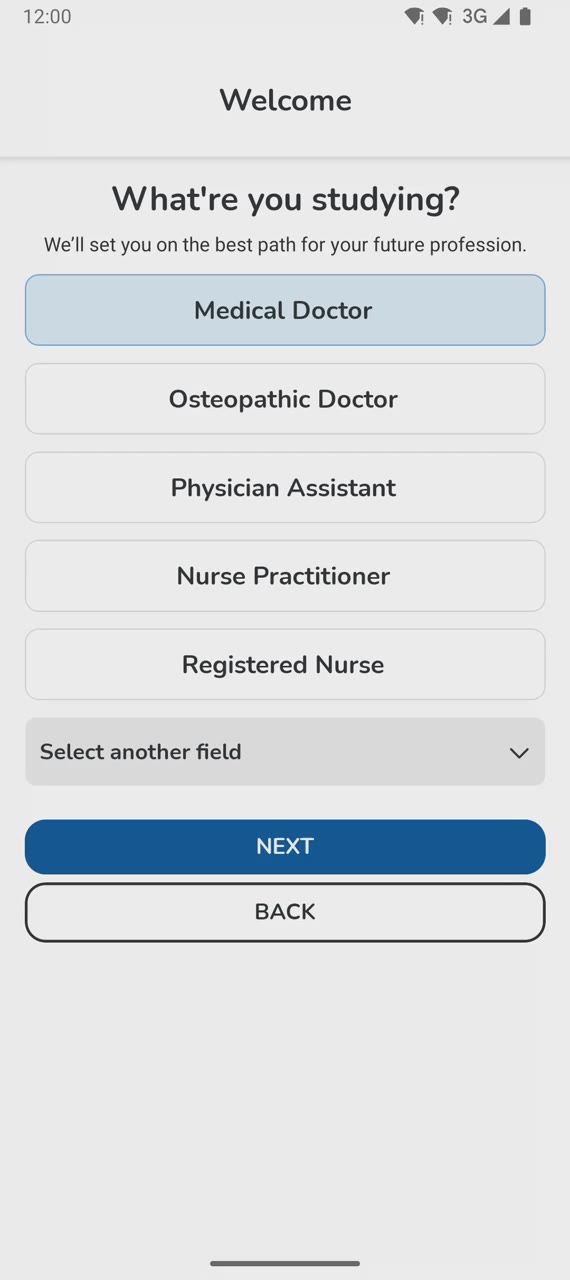 12:00
3G
Welcome
What're you studying?
We’ll set you on the best path for your future profession.
Medical Doctor
Osteopathic Doctor
Physician Assistant
Nurse Practitioner
Registered Nurse
Select another field
NEXT
BACK